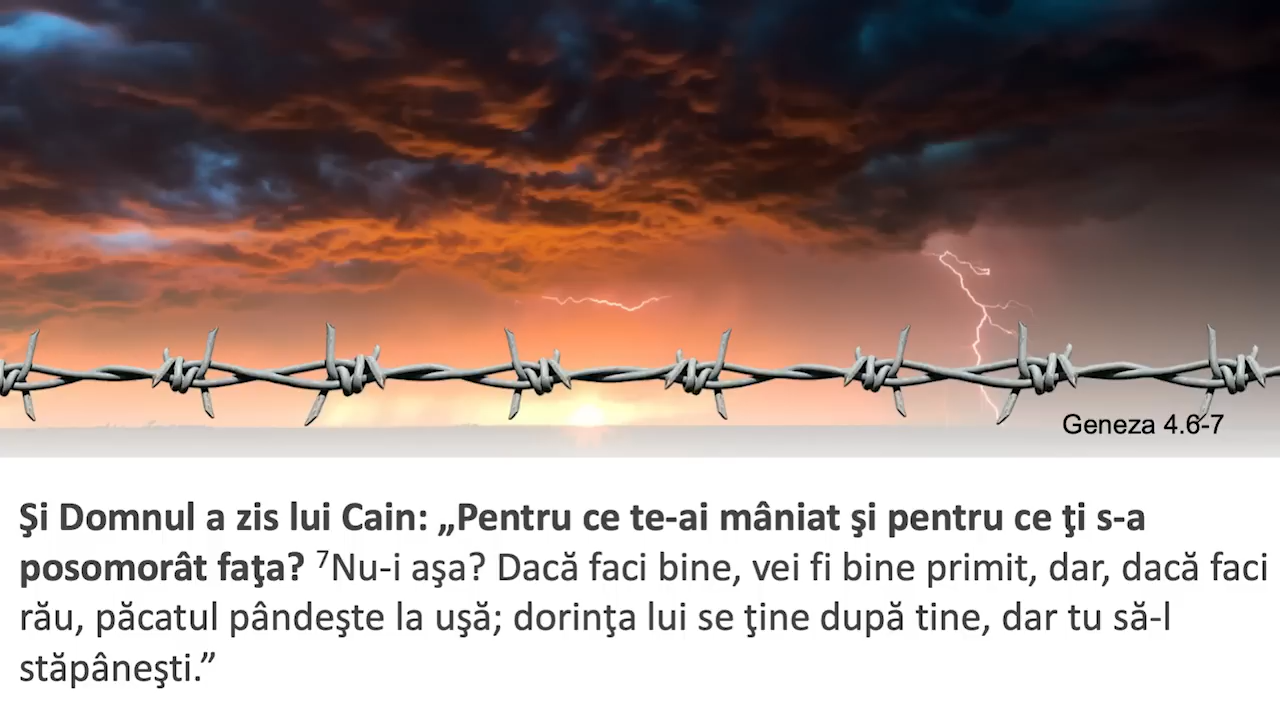 Geneza 4.6-7
Şi Domnul a zis lui Cain: „Pentru ce te-ai mâniat şi pentru ce ţi s-a
posomorât faţa? ⁷Nu-i aşa? Dacă faci bine, vei fi bine primit, dar, dacă faci
rău, păcatul pândeşte la uşă; dorinţa lui se ţine după tine, dar tu să-l
stăpâneşti.”